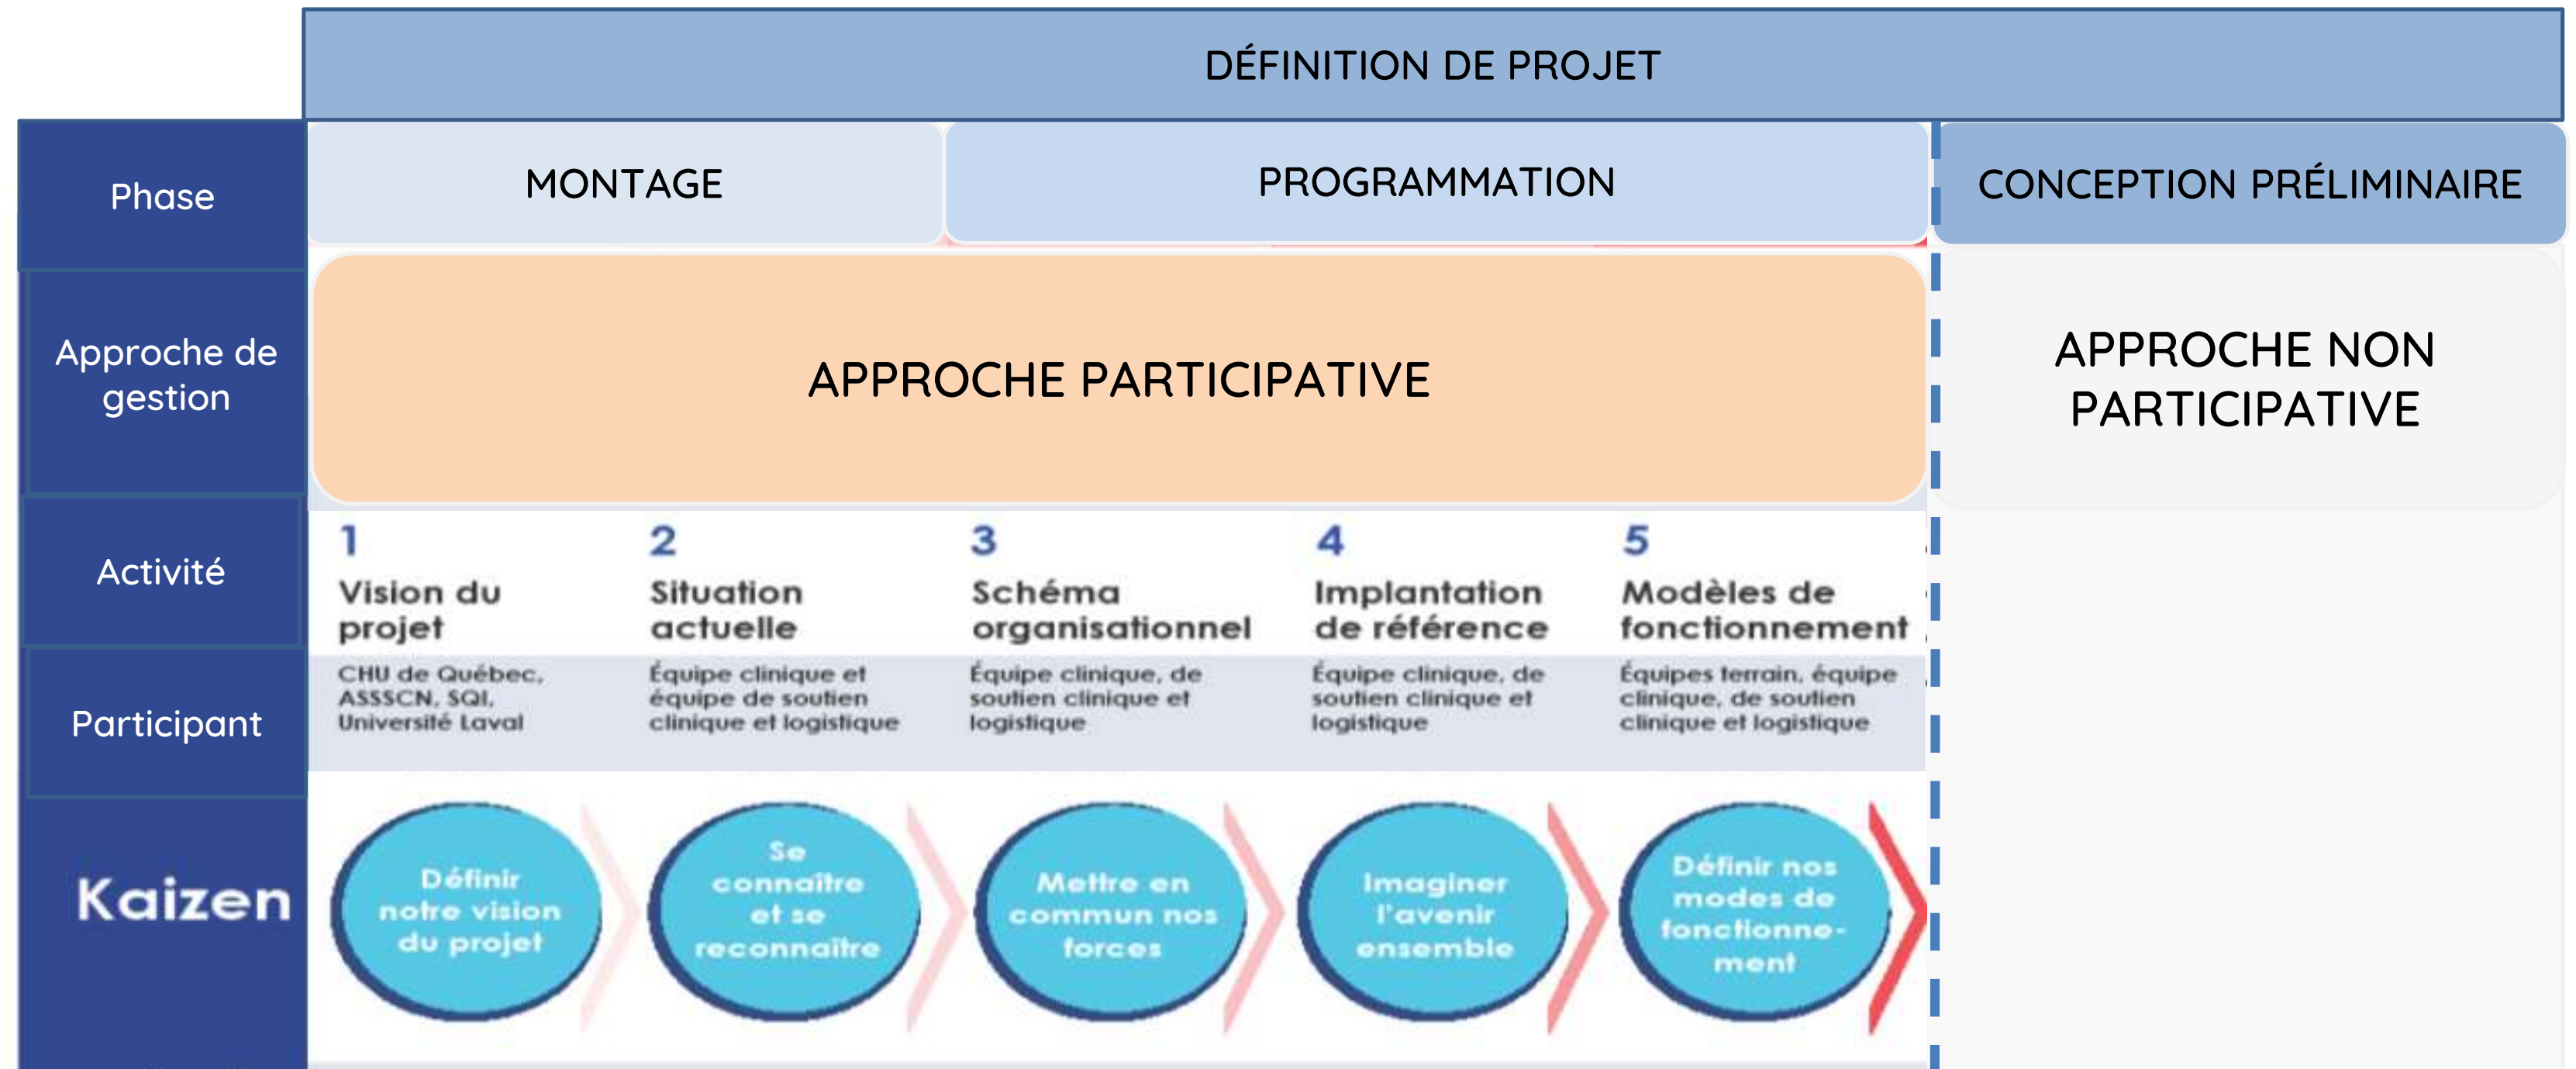 DÉFINITION DE PROJET
Phase
MONTAGE
PROGRAMMATION
CONCEPTION PRÉLIMINAIRE
Approche de
gestion
APPROCHE PARTICIPATIVE
APPROCHE NON
PARTICIPATIVE
Activité
1
Vision du
projet
2
Situation
actuelle
3
Schéma
organisationnel
4
Implantation
de référence
5
Modèles de
fonctionnement
Participant
CHU de Québec,
ASSSCN, SQI,
Université Laval
Équipe clinique et
équipe de soutien
clinique et logistique
Équipe clinique, de
soutien clinique et
logistique
Équipe clinique, de
soutien clinique et
logistique
Équipes terrain, équipe
clinique, de soutien
clinique et logistique
Kaizen
Définir
notre vision
du projet
Se
connaître
et se
reconnaître
Mettre en
commun nos
forces
Imaginer
l'avenir
ensemble
Définir nos
modes de
fonctionne-
ment